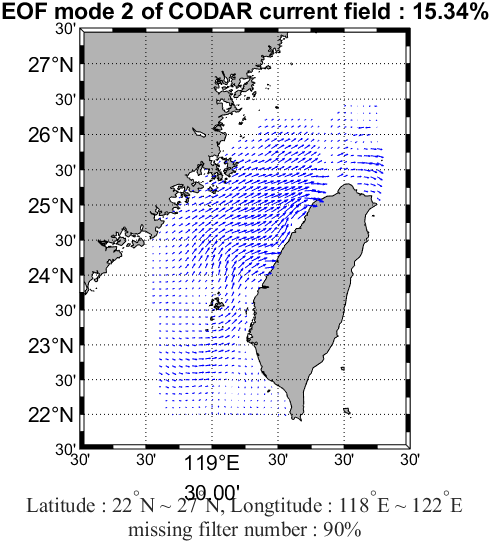 EOF mode 2 of CODAR current field : 15.34%
30'
27°N
30'
26°N
30'
25°N
30'
24°N
30'
23°N
30'
22°N
30'
30' 30' 119°E 30' 30' 30'
30.00'
Latitude : 22°N ~ 27°N, Longtitude : 118°E ~ 122°E
missing filter number : 90%